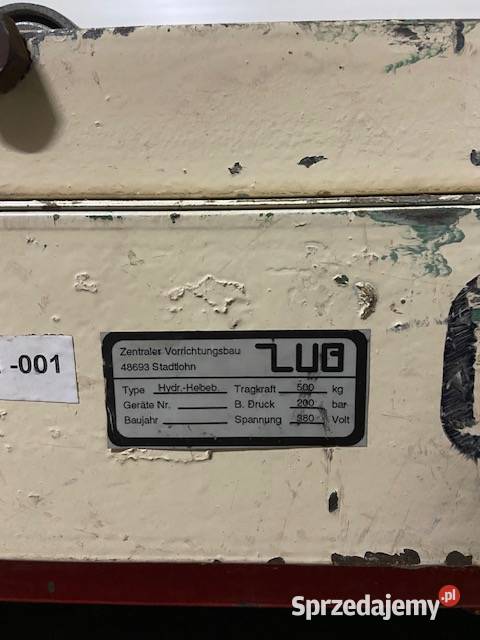 -001
Zentraler Vorrichtungsbau
48693 Stadtlohn
ZUB
Type Hydr.-Hebeb. Tragkraft 500 kg
Geräte Nr. B. Druck 200 bar
Baujahr Spannung 380 Volt
Sprzedajemy.pl